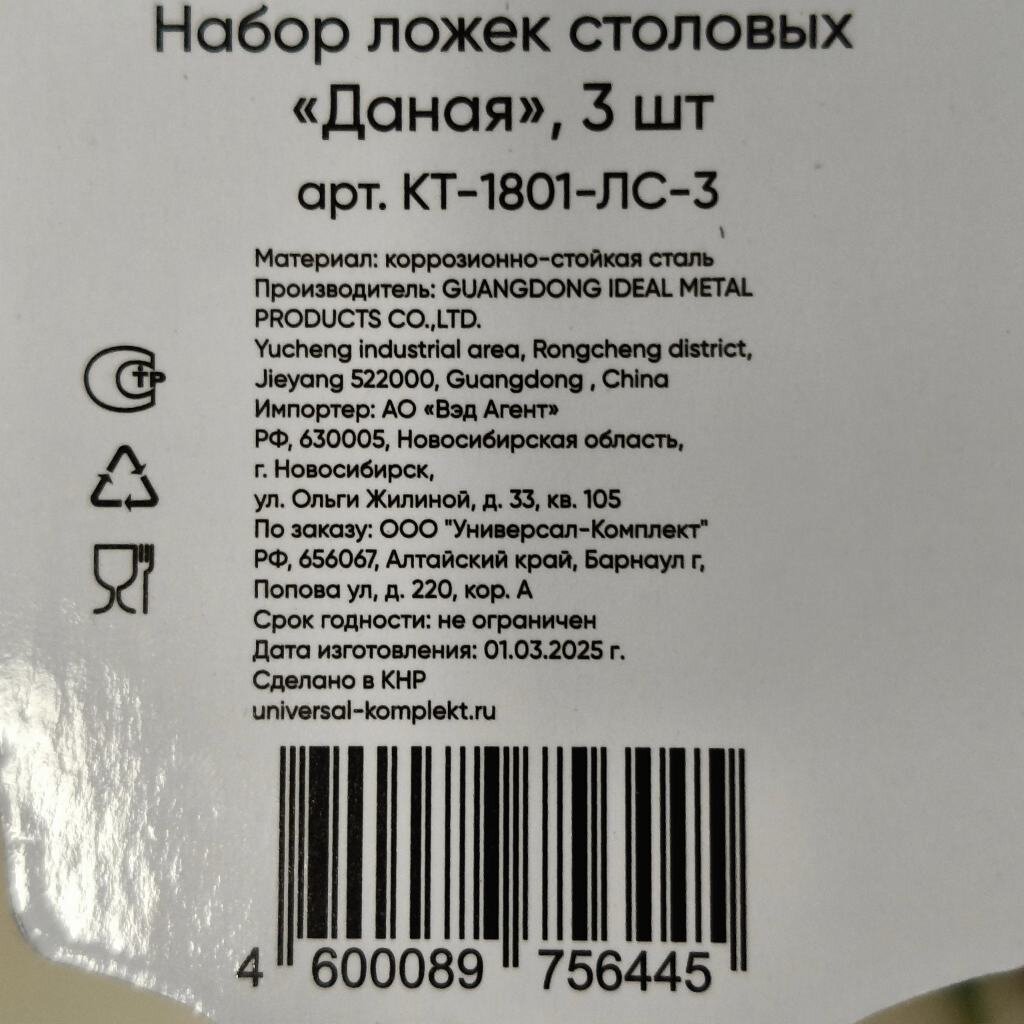 Набор ложек столовых
«Даная», 3 шт
арт. КТ-1801-ЛС-3
Материал: коррозионно-стойкая сталь
Производитель: GUANGDONG IDEAL METAL
PRODUCTS CO.,LTD.
Yucheng industrial area, Rongcheng district,
Jieyang 522000, Guangdong , China
Импортер: АО «Вэд Агент»
РФ, 630005, Новосибирская область,
г. Новосибирск,
ул. Ольги Жилиной, д. 33, кв. 105
По заказу: ООО "Универсал-Комплект"
РФ, 656067, Алтайский край, Барнаул г,
Попова ул, д. 220, кор. А
Срок годности: не ограничен
Дата изготовления: 01.03.2025 г.
Сделано в КНР
universal-komplekt.ru
4 600089 756445